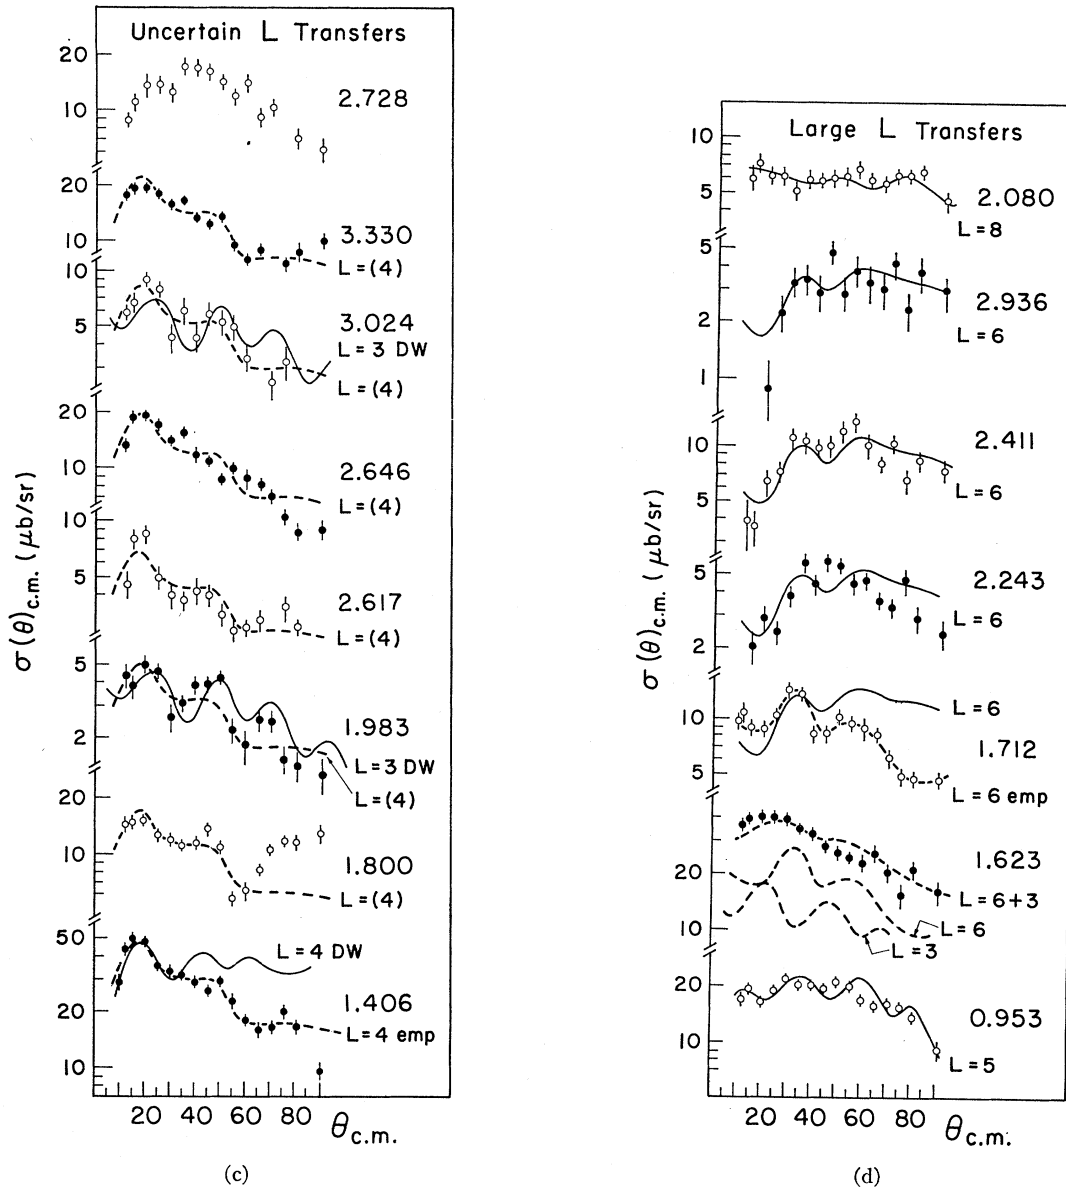 Uncertain L Transfers
20
10
2.728
20
10
3.330
L = (4)
10
5
3.024
L = 3 DW
L = (4)
20
10
2.646
L = (4)
10
5
2.617
L = (4)
5
2
1.983
L = 3 DW
L = (4)
20
10
1.800
L = (4)
50
20
10
L = 4 DW
1.406
L = 4 emp
20 40 60 80
θc.m.
σ(θ)c.m. (μb/sr)
(c)
Large L Transfers
10
5
2.080
L = 8
5
2
1
2.936
L = 6
10
5
2.411
L = 6
5
2
2.243
L = 6
10
5
L = 6
1.712
L = 6 emp
20
10
1.623
L = 6+3
L = 6
L = 3
20
10
0.953
L = 5
20 40 60 80
θc.m.
σ(θ)c.m. (μb/sr)
(d)